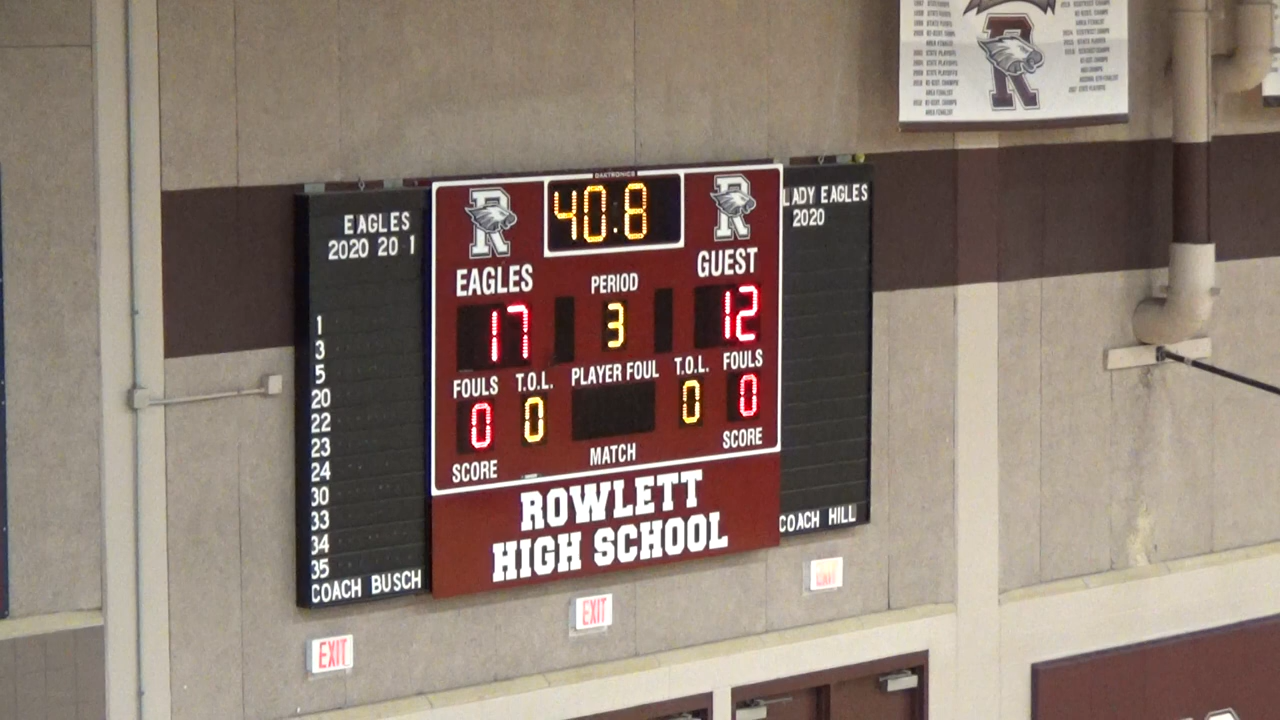 R
EAGLES
2020 20 1
1
3
5
20
22
23
24
30
33
34
35
COACH BUSCH
DAKTRONICS
40.8
R
R
EAGLES
PERIOD
GUEST
17
3
12
FOULS
T.O.L.
PLAYER FOUL
T.O.L.
FOULS
0
0
0
0
SCORE
MATCH
SCORE
ROWLETT
HIGH SCHOOL
LADY EAGLES
2020
COACH HILL
EXIT
EXIT
EXIT